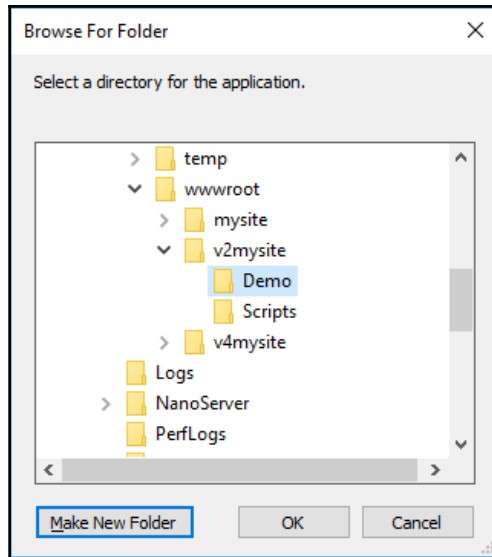 Browse For Folder
Select a directory for the application.
temp
wwwroot
mysite
v2mysite
Demo
Scripts
v4mysite
Logs
NanoServer
PerfLogs
Make New Folder OK Cancel